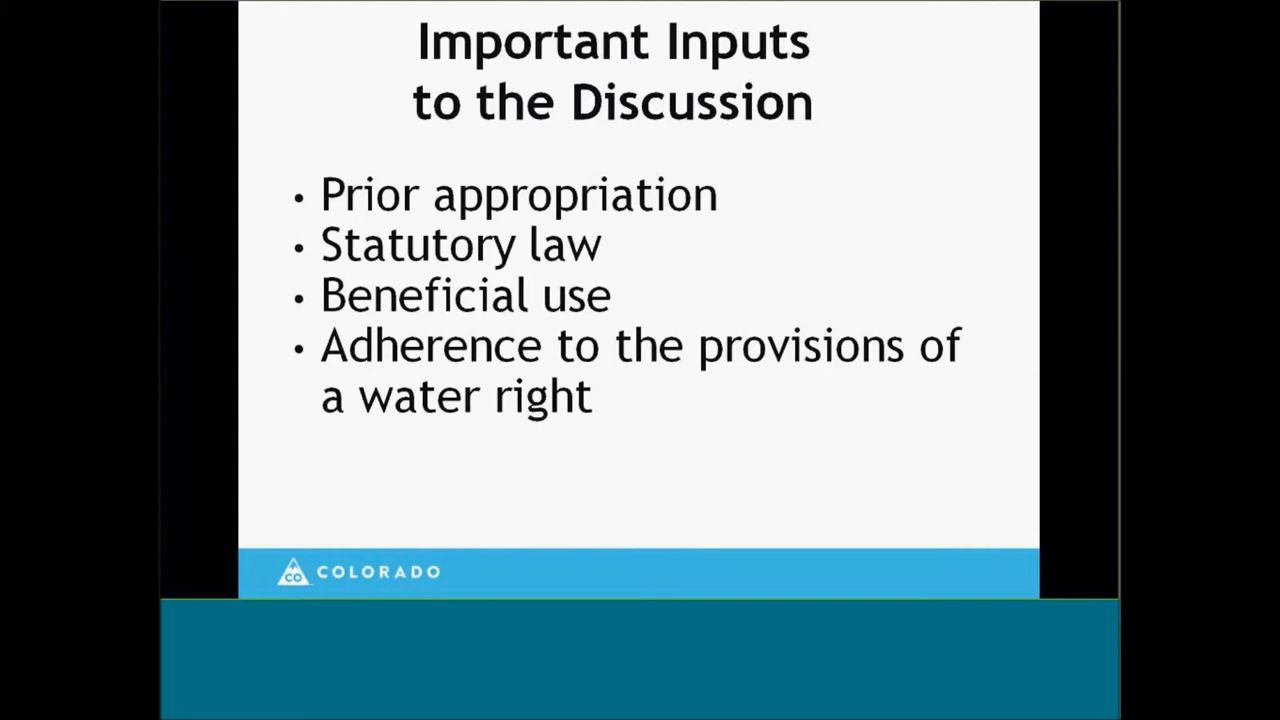 Important Inputs
to the Discussion
• Prior appropriation
• Statutory law
• Beneficial use
• Adherence to the provisions of
a water right
CO COLORADO